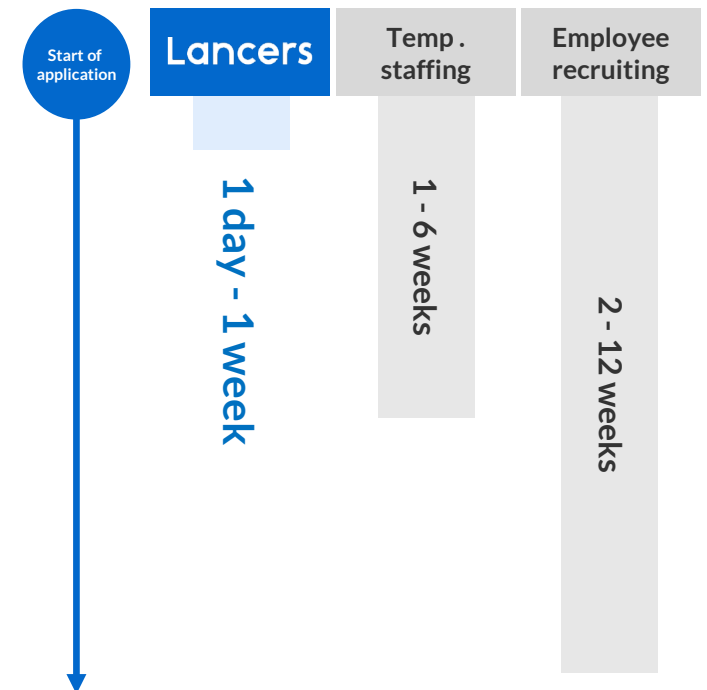 Start of
application
Lancers
Temp .
staffing
Employee
recruiting
1 day - 1 week
1 - 6 weeks
2 - 12 weeks